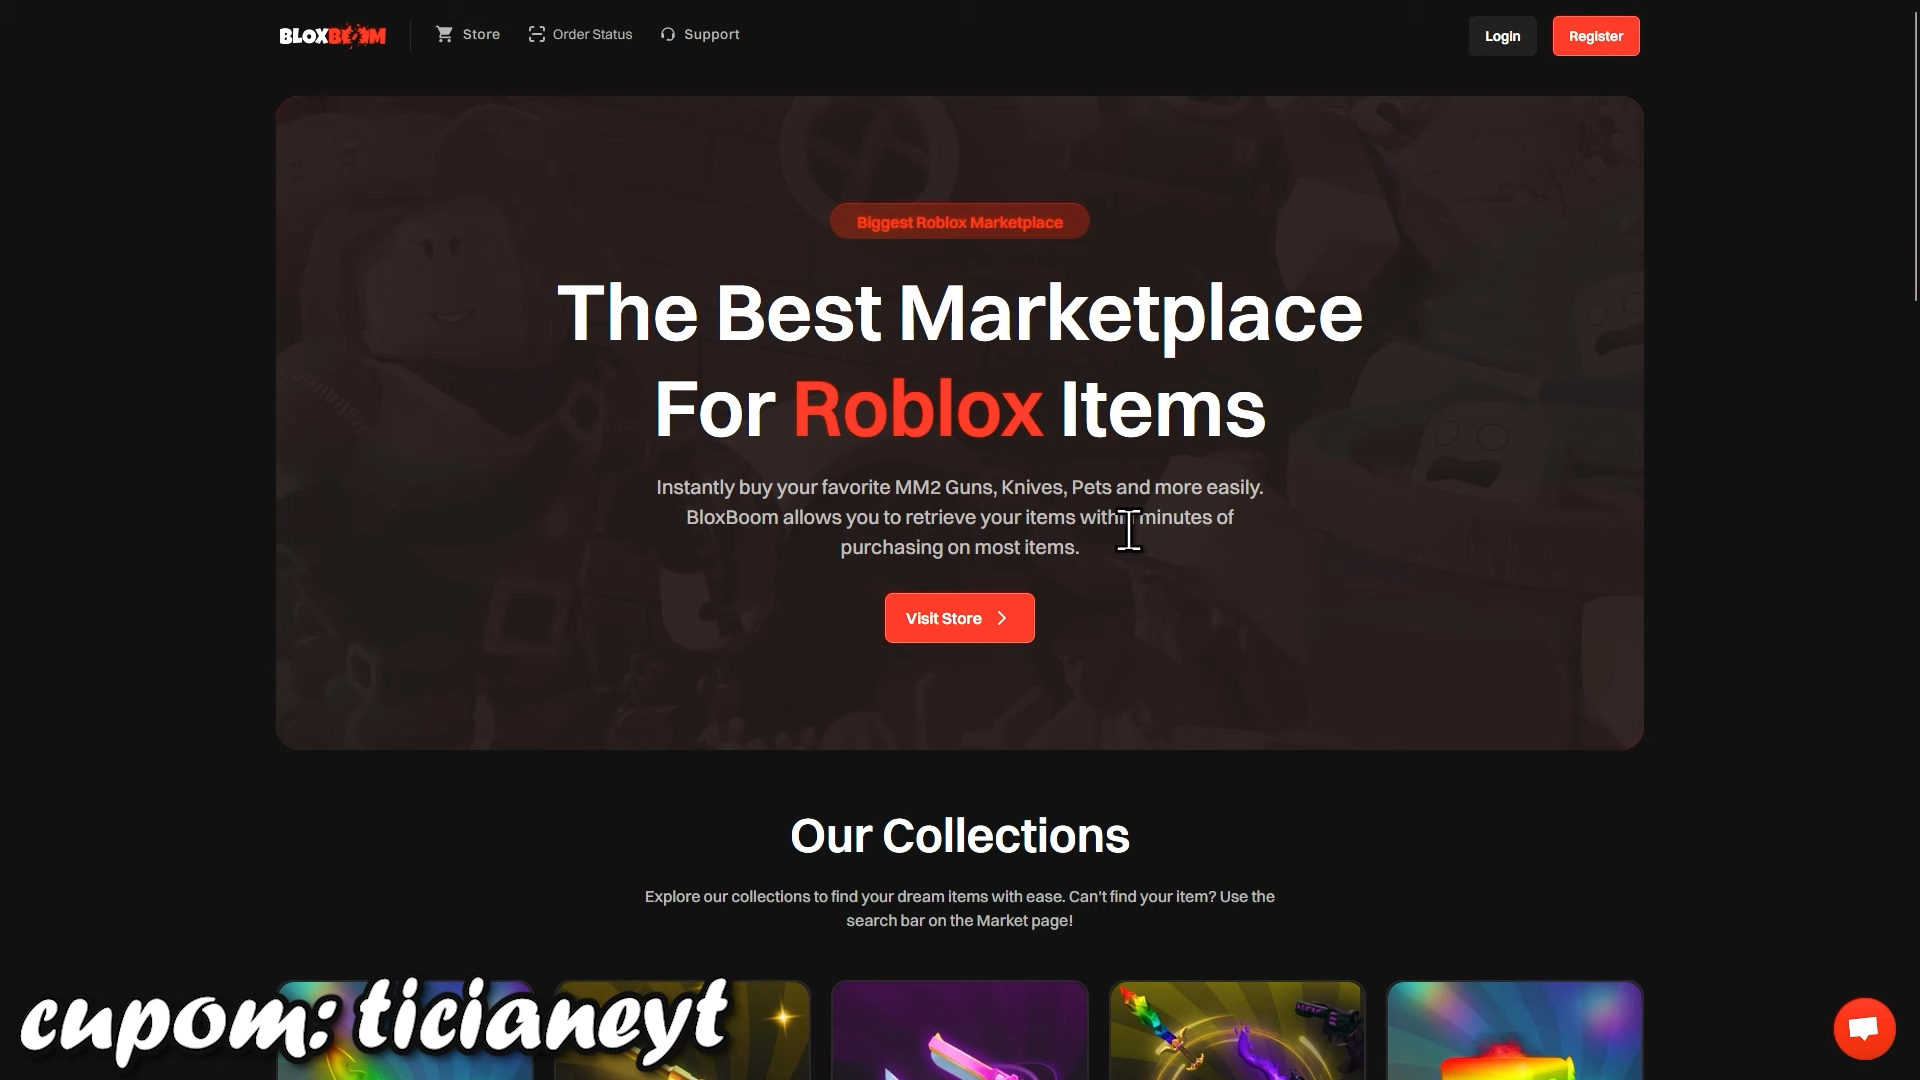 BLOXBOOM
Store
Order Status
Support
Login
Register
Biggest Roblox Marketplace
The Best Marketplace
For Roblox Items
Instantly buy your favorite MM2 Guns, Knives, Pets and more easily.
BloxBoom allows you to retrieve your items within minutes of
purchasing on most items.
Visit Store
Our Collections
Explore our collections to find your dream items with ease. Can't find your item? Use the
search bar on the Market page!
cupom: ticianeyt